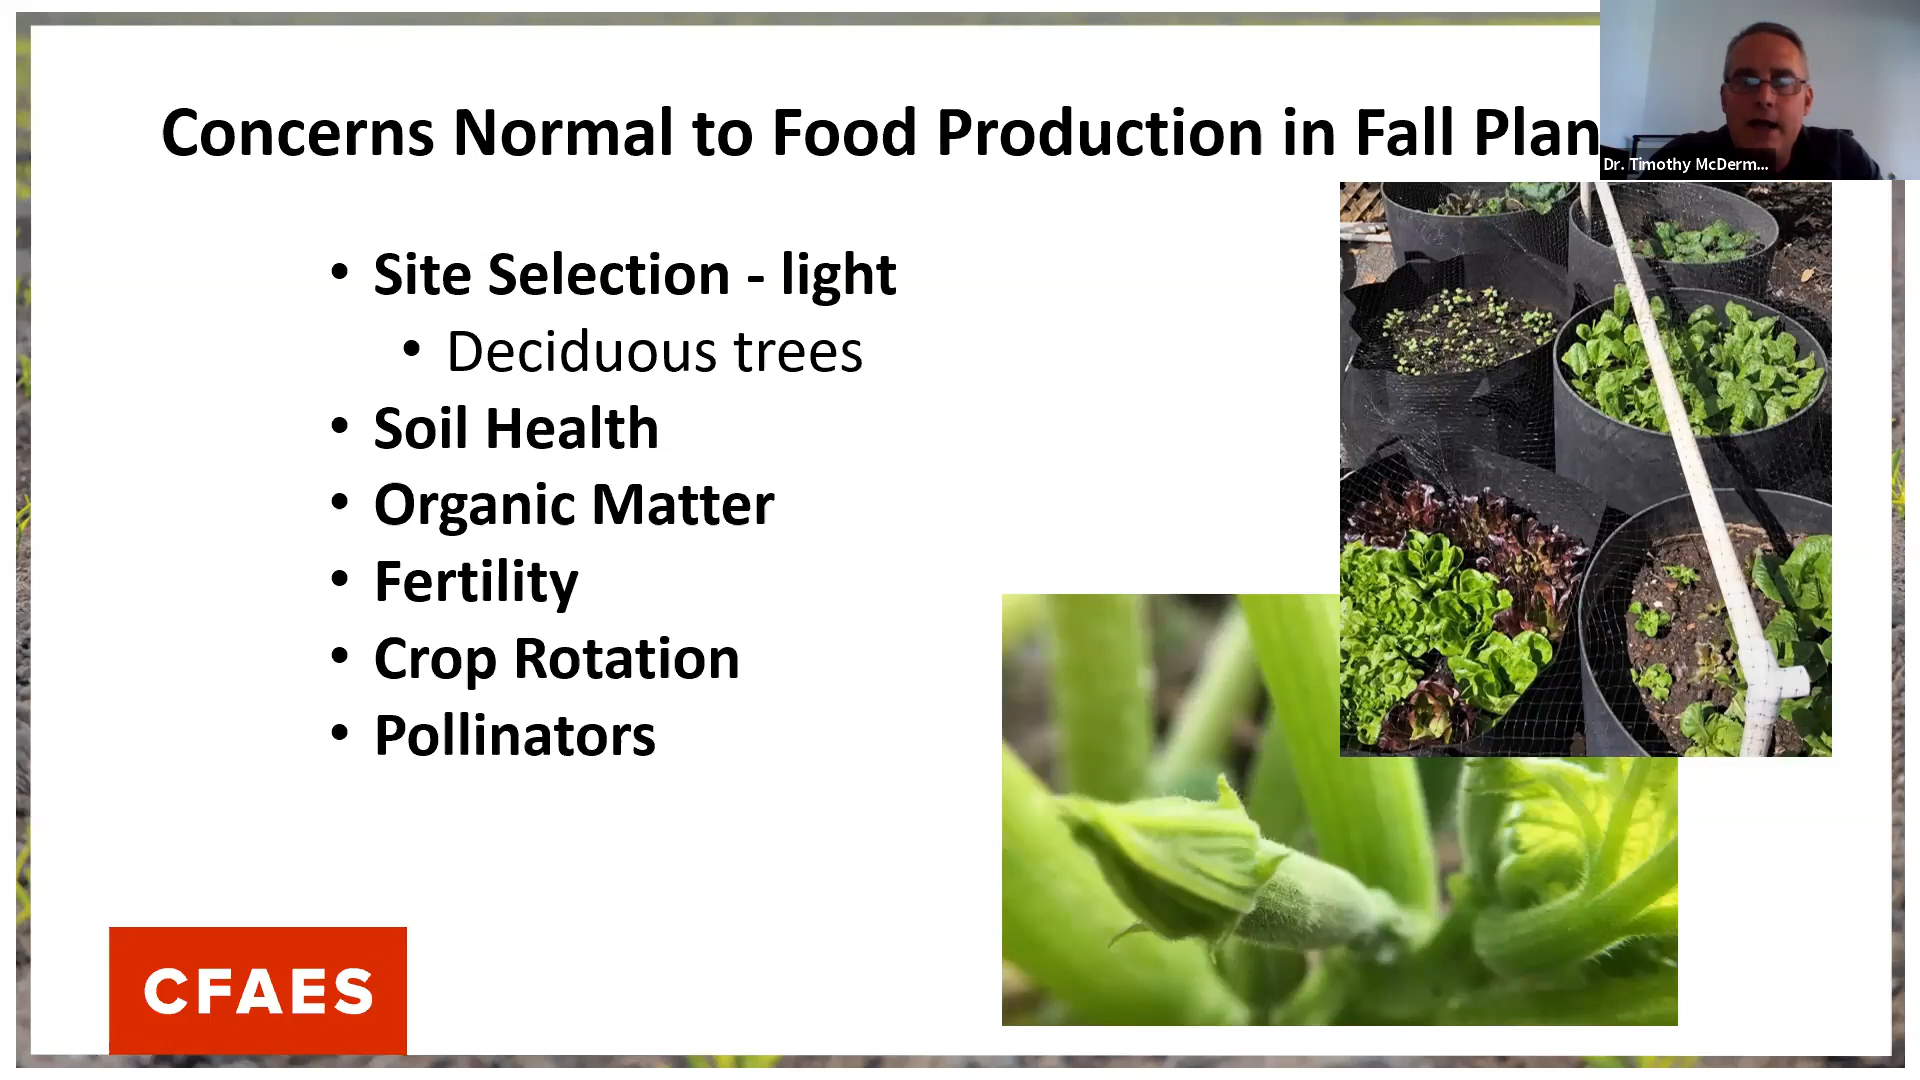 Concerns Normal to Food Production in Fall Plan
Dr. Timothy McDerm...
• Site Selection - light
• Deciduous trees
• Soil Health
• Organic Matter
• Fertility
• Crop Rotation
• Pollinators
CFAES